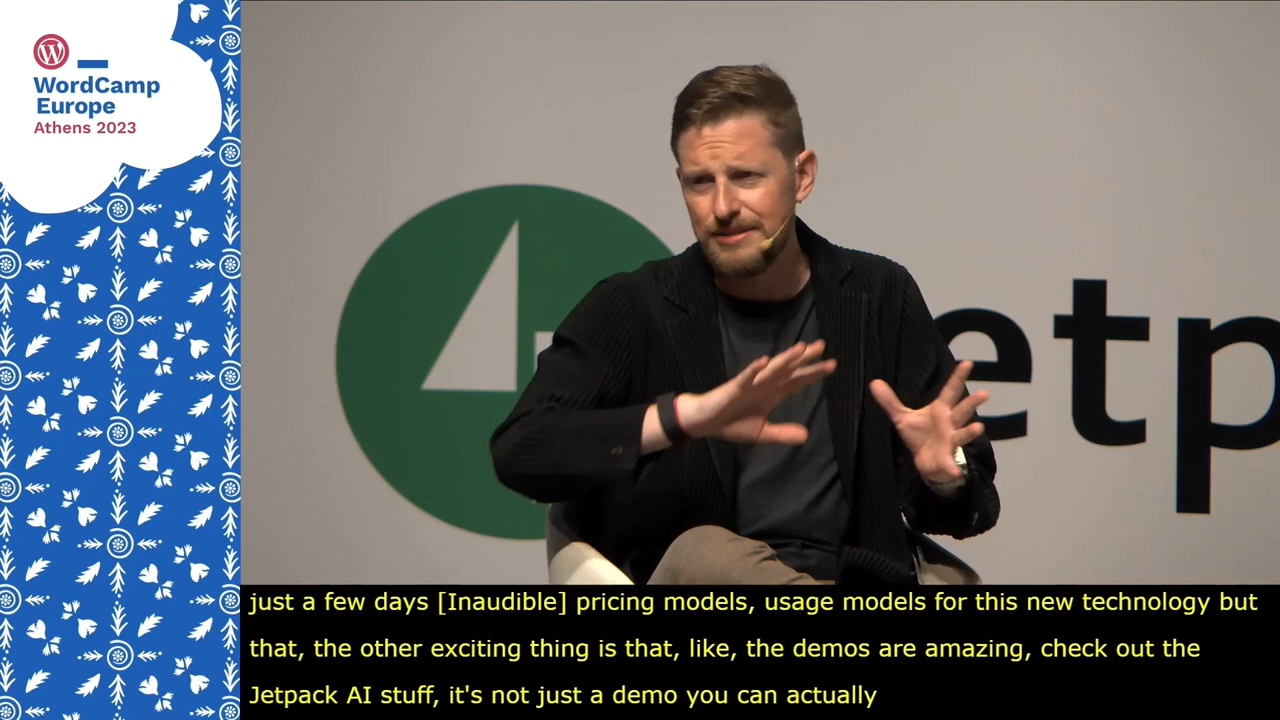 WordCamp
Europe
Athens 2023
etp
just a few days [Inaudible] pricing models, usage models for this new technology but
that, the other exciting thing is that, like, the demos are amazing, check out the
Jetpack AI stuff, it's not just a demo you can actually